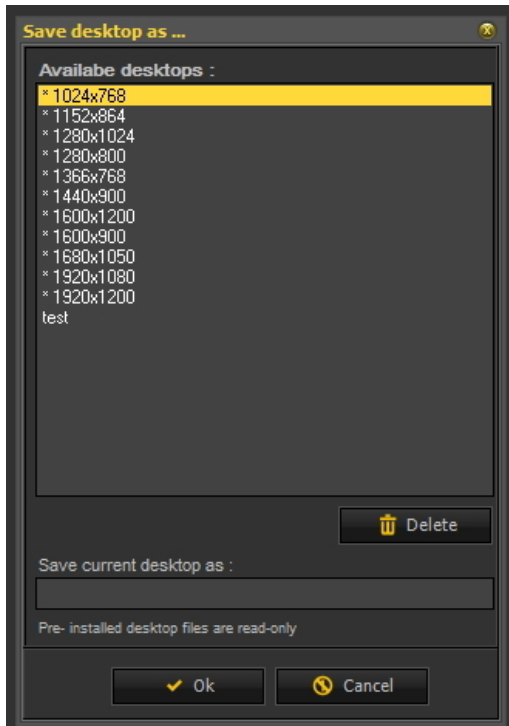 Save desktop as ...
Availabe desktops :
* 1024x768
* 1152x864
* 1280x1024
* 1280x800
* 1366x768
* 1440x900
* 1600x1200
* 1600x900
* 1680x1050
* 1920x1080
* 1920x1200
test
Delete
Save current desktop as :
Pre- installed desktop files are read-only
Ok
Cancel